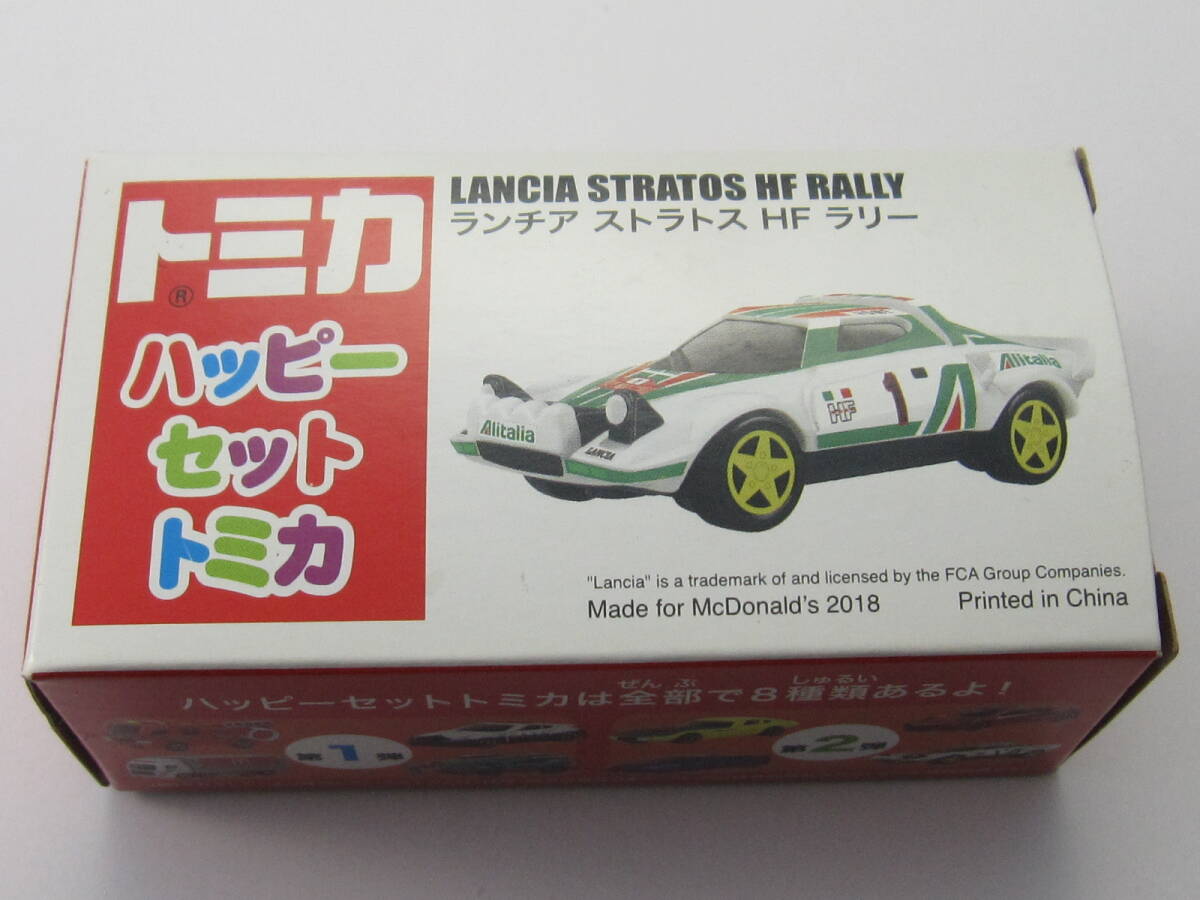 トミカ®
ハッピー
セット
トミカ
LANCIA STRATOS HF RALLY
ランチア ストラトス HF ラリー
Alitalia
LANCIA
HF
1
Alitalia
"Lancia" is a trademark of and licensed by the FCA Group Companies.
Made for McDonald's 2018
Printed in China
ぜんぶ しゅるい
ハッピーセットトミカは全部で8種類あるよ!
第1弾
第2弾